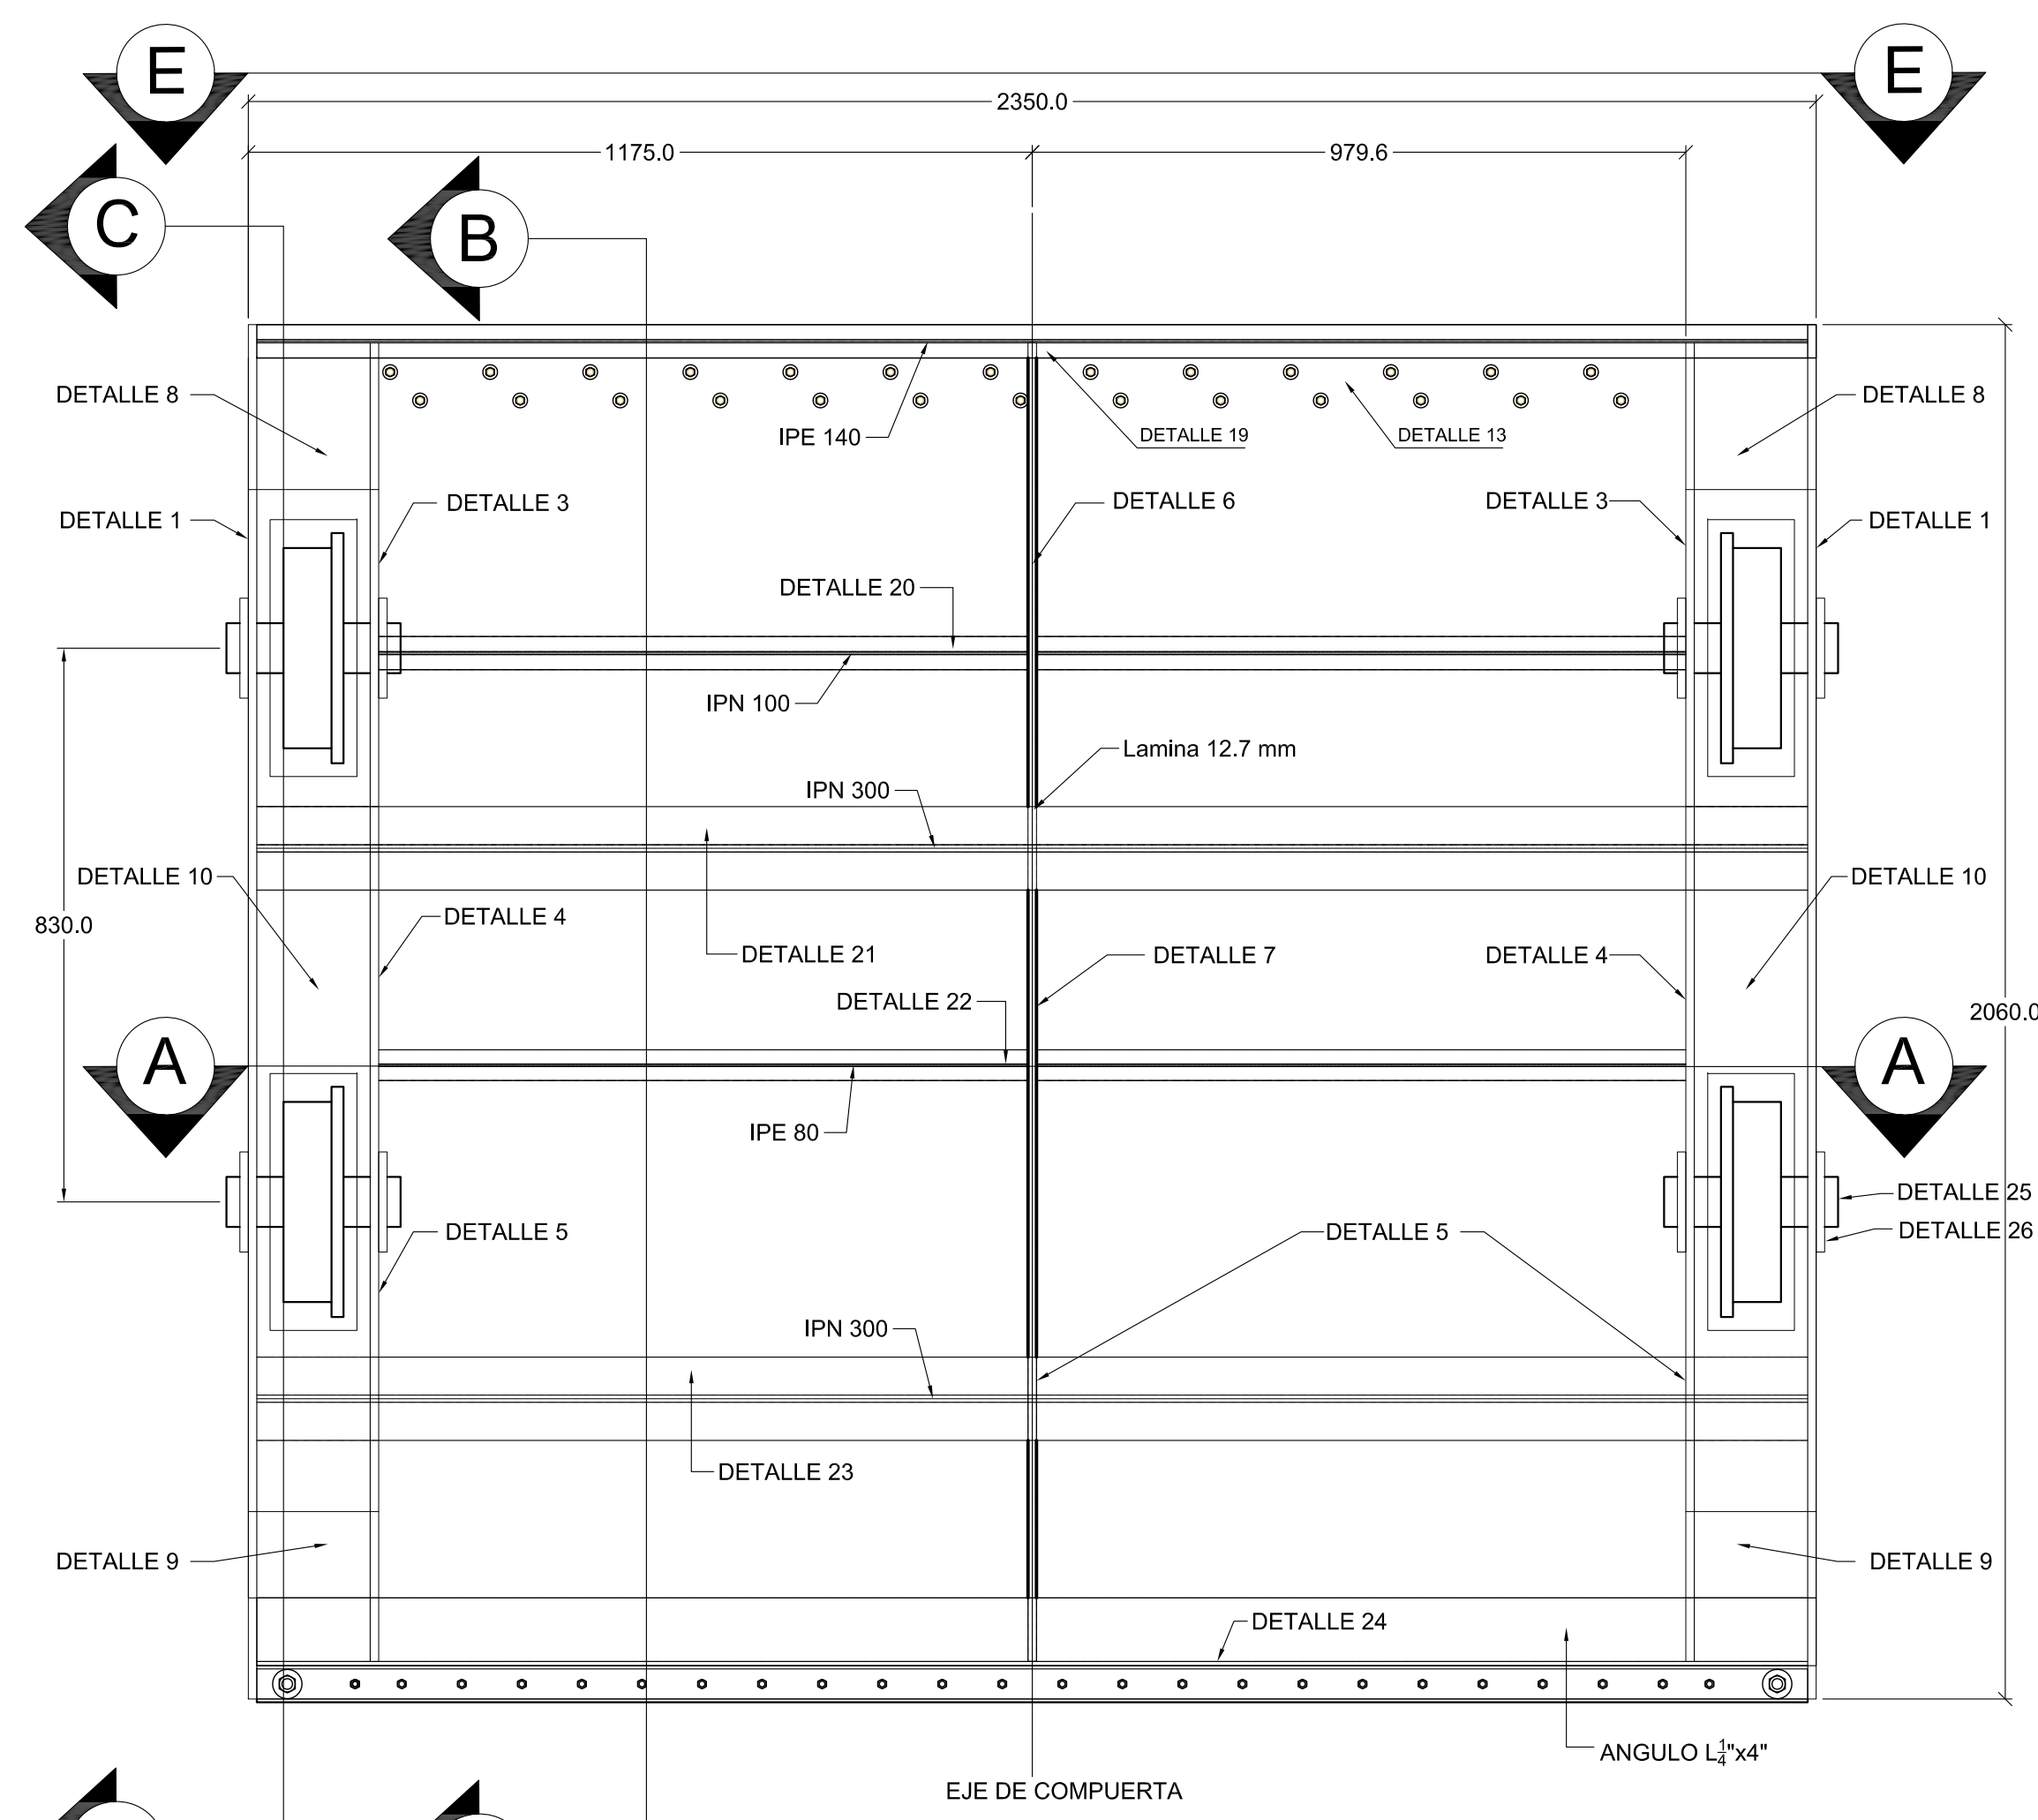 E
E
2350.0
1175.0
979.6
C
B
DETALLE 8
DETALLE 8
IPE 140
DETALLE 19
DETALLE 13
DETALLE 3
DETALLE 6
DETALLE 3
DETALLE 1
DETALLE 1
DETALLE 20
IPN 100
Lamina 12.7 mm
IPN 300
DETALLE 10
DETALLE 10
830.0
DETALLE 4
DETALLE 21
DETALLE 7
DETALLE 4
DETALLE 22
2060.0
A
A
IPE 80
DETALLE 25
DETALLE 26
DETALLE 5
DETALLE 5
IPN 300
DETALLE 23
DETALLE 9
DETALLE 9
DETALLE 24
ANGULO L1/4"x4"
EJE DE COMPUERTA